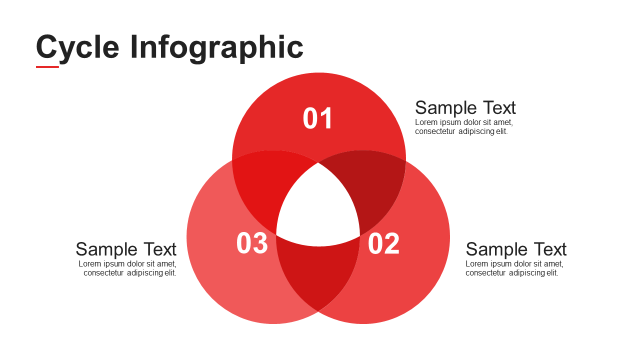 Cycle Infographic
01
Sample Text
Lorem ipsum dolor sit amet,
consectetur adipiscing elit.
03
02
Sample Text
Lorem ipsum dolor sit amet,
consectetur adipiscing elit.
Sample Text
Lorem ipsum dolor sit amet,
consectetur adipiscing elit.